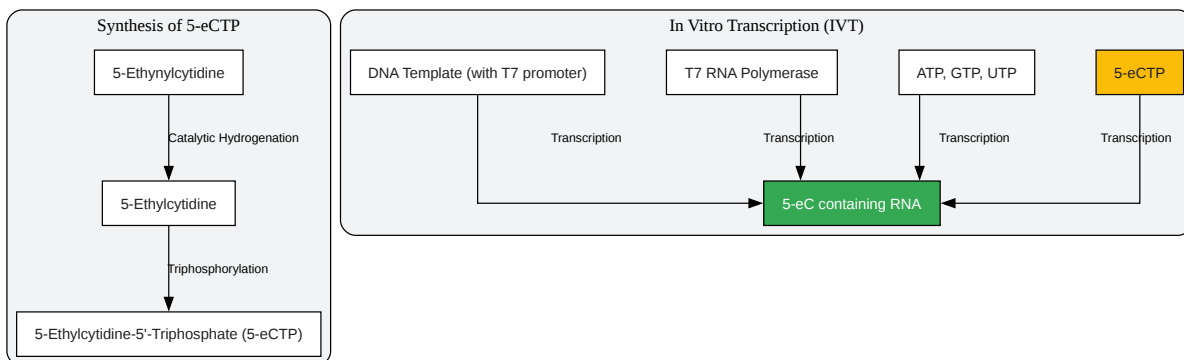 Synthesis of 5-eCTP
5-Ethynylcytidine
Catalytic Hydrogenation
5-Ethylcytidine
Triphosphorylation
5-Ethylcytidine-5'-Triphosphate (5-eCTP)
In Vitro Transcription (IVT)
DNA Template (with T7 promoter)
T7 RNA Polymerase
ATP, GTP, UTP
5-eCTP
Transcription
Transcription
Transcription
Transcription
5-eC containing RNA